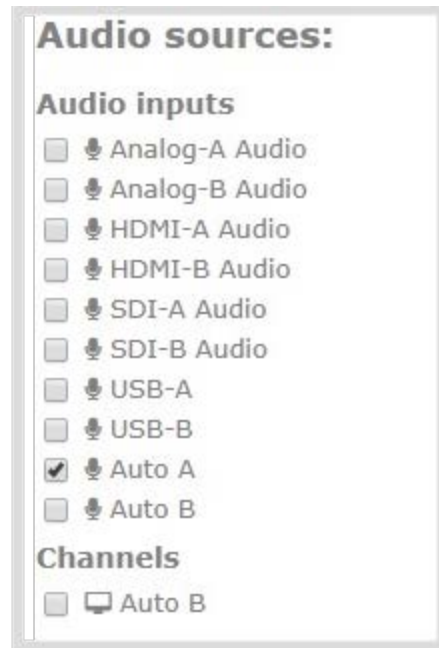 Audio sources:
Audio inputs
Analog-A Audio
Analog-B Audio
HDMI-A Audio
HDMI-B Audio
SDI-A Audio
SDI-B Audio
USB-A
USB-B
Auto A
Auto B
Channels
Auto B